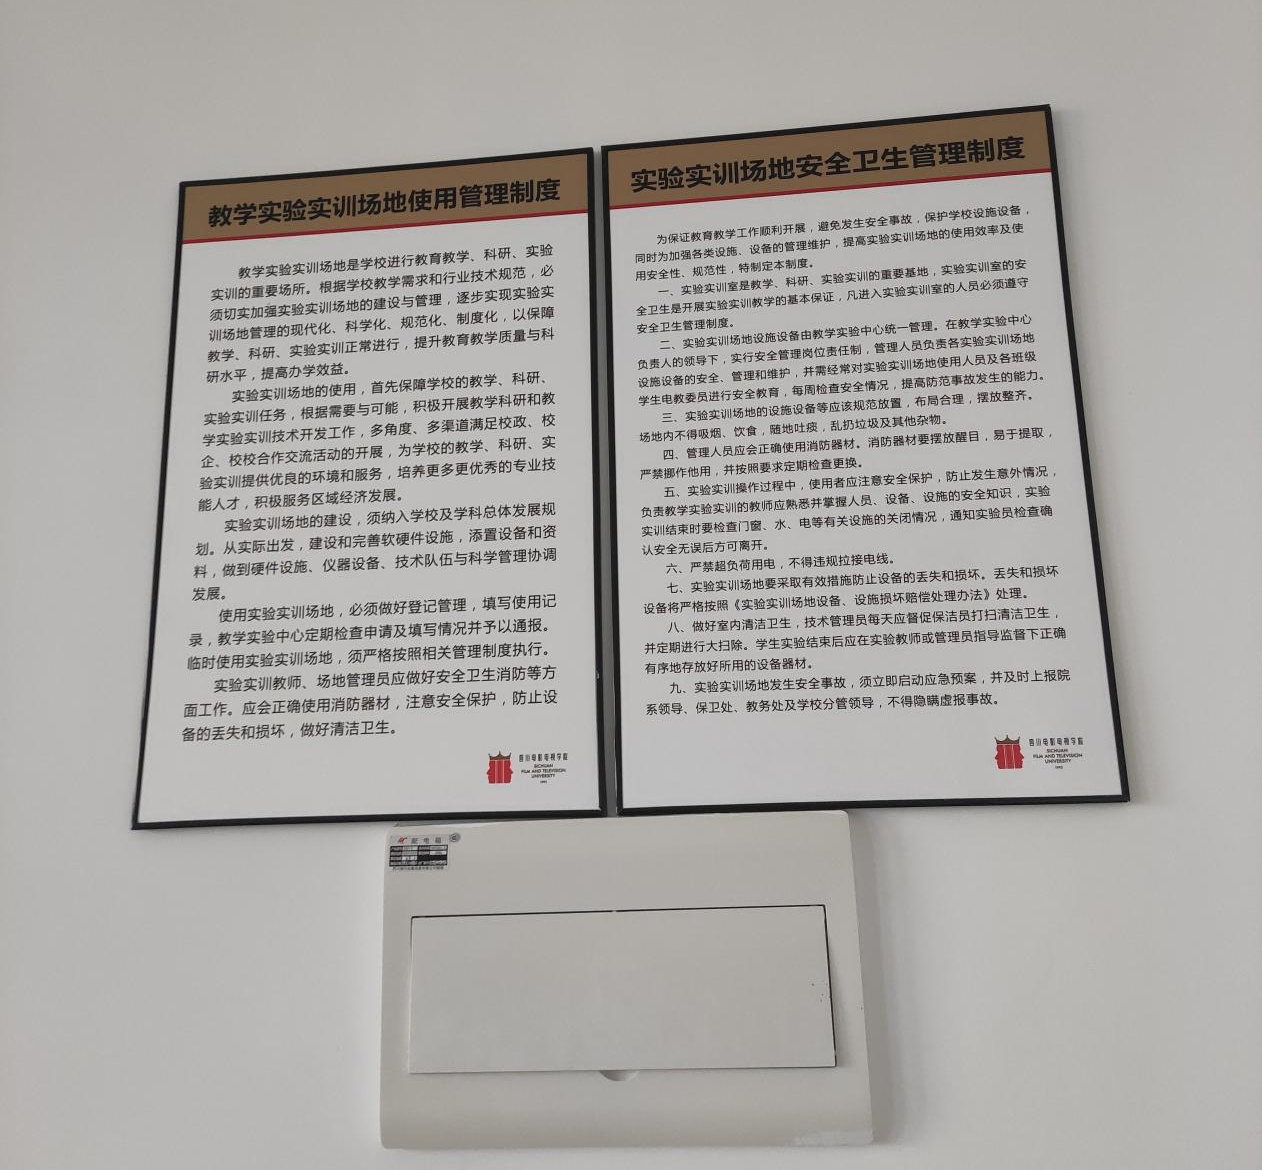 教学实验实训场地使用管理制度
教学实验实训场地是学校进行教育教学、科研、实验
实训的重要场所。根据学校教学需求和行业技术规范，必
须切实加强实验实训场地的建设与管理，逐步实现实验实
训场地管理的现代化、科学化、规范化、制度化，以保障
教学、科研、实验实训正常进行，提升教育教学质量与科
研水平，提高办学效益。
实验实训场地的使用，首先保障学校的教学、科研、
实验实训任务，根据需要与可能，积极开展教学科研和教
学实验实训技术开发工作，多角度、多渠道满足校政、校
企、校校合作交流活动的开展，为学校的教学、科研、实
验实训提供优良的环境和服务，培养更多更优秀的专业技
能人才，积极服务区域经济发展。
实验实训场地的建设，须纳入学校及学科总体发展规
划。从实际出发，建设和完善软硬件设施，添置设备和资
料，做到硬件设施、仪器设备、技术队伍与科学管理协调
发展。
使用实验实训场地，必须做好登记管理，填写使用记
录，教学实验中心定期检查申请及填写情况并予以通报。
临时使用实验实训场地，须严格按照相关管理制度执行。
实验实训教师、场地管理员应做好安全卫生消防等方
面工作。应会正确使用消防器材，注意安全保护，防止设
备的丢失和损坏，做好清洁卫生。
四川电影电视学院
SICHUAN
FILM AND TELEVISION
UNIVERSITY
实验实训场地安全卫生管理制度
为保证教育教学工作顺利开展，避免发生安全事故，保护学校设施设备，
同时为加强各类设施、设备的管理维护，提高实验实训场地的使用效率及使
用安全性、规范性，特制定本制度。
一、实验实训室是教学、科研、实验实训的重要基地，实验实训室的安
全卫生是开展实验实训教学的基本保证，凡进入实验实训室的人员必须遵守
安全卫生管理制度。
二、实验实训场地设施设备由教学实验中心统一管理。在教学实验中心
负责人的领导下，实行安全管理岗位责任制，管理人员负责各实验实训场地
设施设备的安全、管理和维护，并需经常对实验实训场地使用人员及各班级
学生电教委员进行安全教育，每周检查安全情况，提高防范事故发生的能力。
三、实验实训场地的设施设备等应该规范放置，布局合理，摆放整齐。
场地内不得吸烟、饮食，随地吐痰，乱扔垃圾及其他杂物。
四、管理人员应会正确使用消防器材。消防器材要摆放醒目，易于提取，
严禁挪作他用，并按照要求定期检查更换。
五、实验实训操作过程中，使用者应注意安全保护，防止发生意外情况，
负责教学实验实训的教师应熟悉并掌握人员、设备、设施的安全知识，实验
实训结束时要检查门窗、水、电等有关设施的关闭情况，通知实验员检查确
认安全无误后方可离开。
六、严禁超负荷用电，不得违规拉接电线。
七、实验实训场地要采取有效措施防止设备的丢失和损坏。丢失和损坏
设备将严格按照《实验实训场地设备、设施损坏赔偿处理办法》处理。
八、做好室内清洁卫生，技术管理员每天应督促保洁员打扫清洁卫生，
并定期进行大扫除。学生实验结束后应在实验教师或管理员指导监督下正确
有序地存放好所用的设备器材。
九、实验实训场地发生安全事故，须立即启动应急预案，并及时上报院
系领导、保卫处、教务处及学校分管领导，不得隐瞒虚报事故。
四川电影电视学院
SICHUAN
FILM AND TELEVISION
UNIVERSITY
配电箱